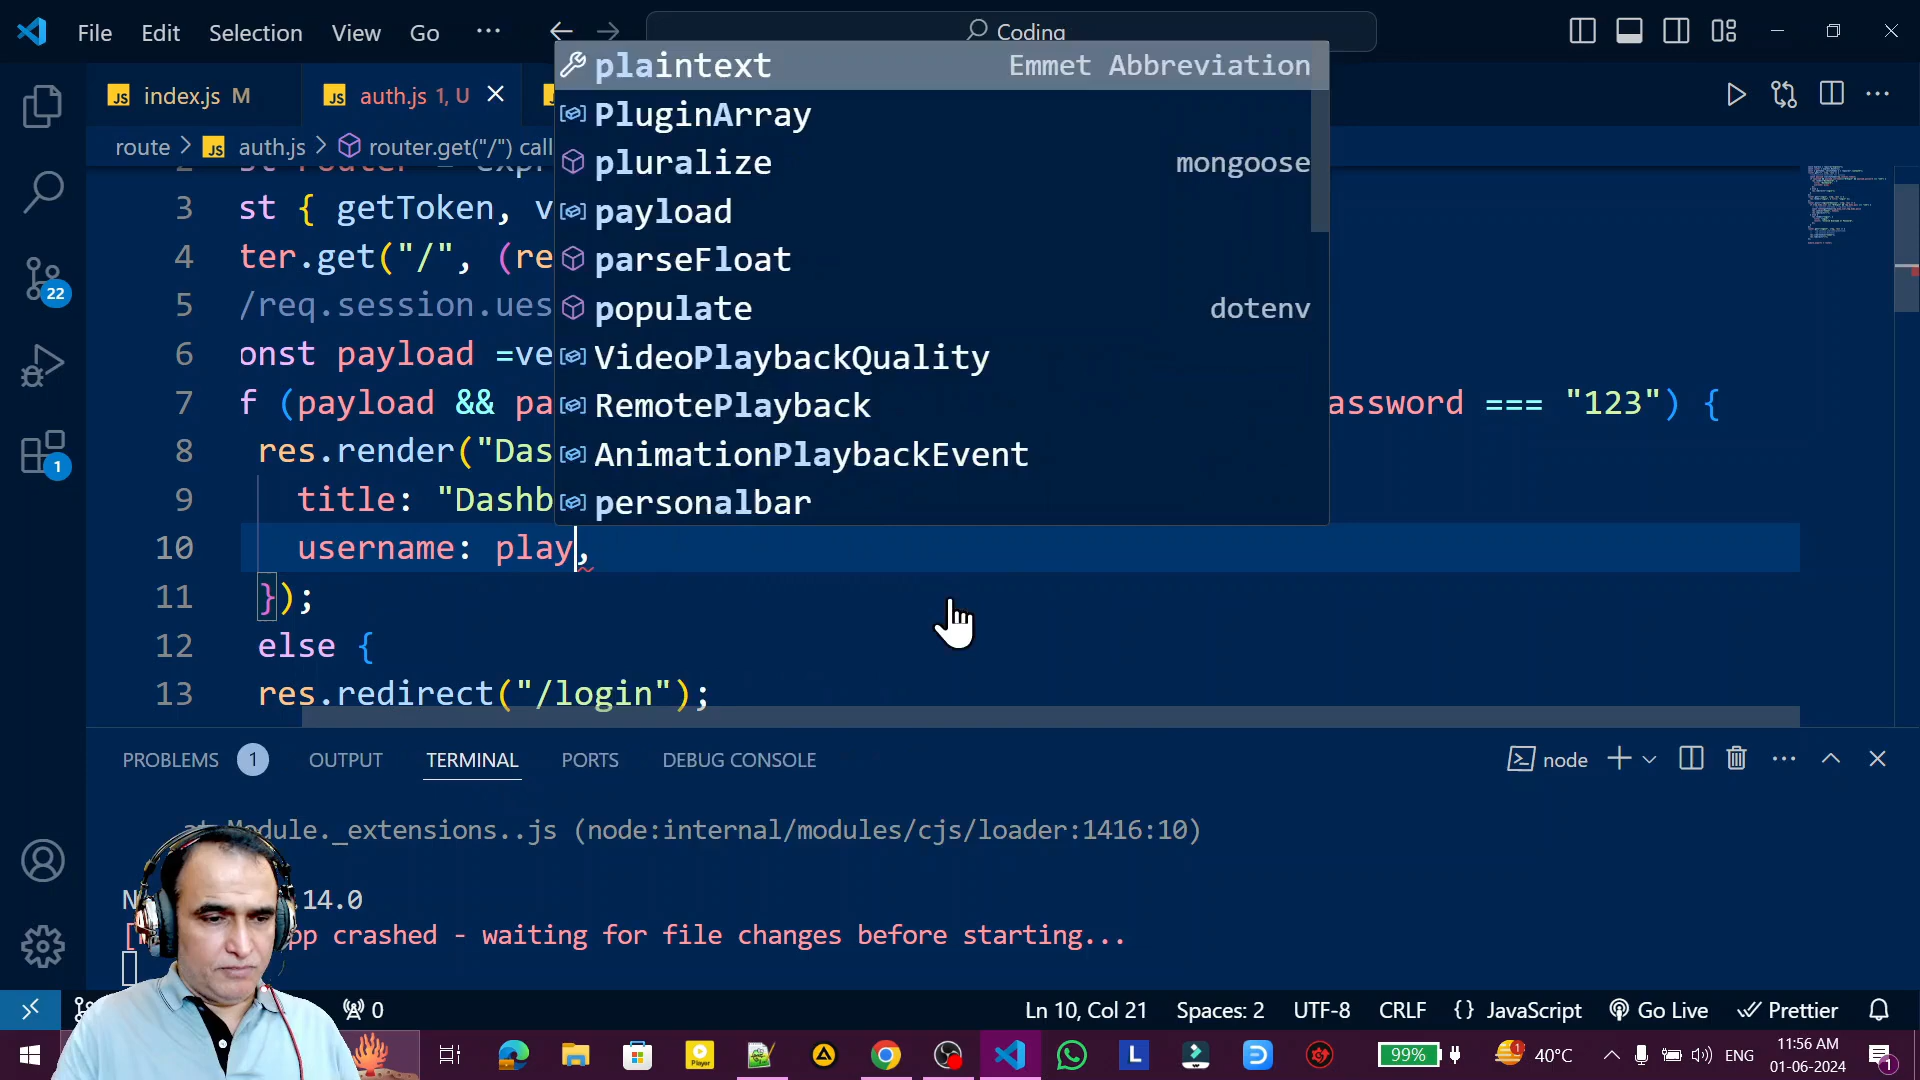 File Edit Selection View Go ··· Coding
index.js M auth.js 1, U
route > auth.js > router.get("/") call
3 st { getToken, v
4 ter.get("/", (re
5 /req.session.ues
6 onst payload =ve
7 f (payload && pa assword === "123") {
8 res.render("Das
9 title: "Dashb
10 username: play,
11 });
12 else {
13 res.redirect("/login");
plaintext Emmet Abbreviation
PluginArray
pluralize mongoose
payload
parseFloat
populate dotenv
VideoPlaybackQuality
RemotePlayback
AnimationPlaybackEvent
personalbar
22
1
PROBLEMS 1 OUTPUT TERMINAL PORTS DEBUG CONSOLE node
Module._extensions..js (node:internal/modules/cjs/loader:1416:10)
14.0
crashed - waiting for file changes before starting...
0 Ln 10, Col 21 Spaces: 2 UTF-8 CRLF {} JavaScript Go Live Prettier
99% 40°C ENG 11:56 AM
01-06-2024